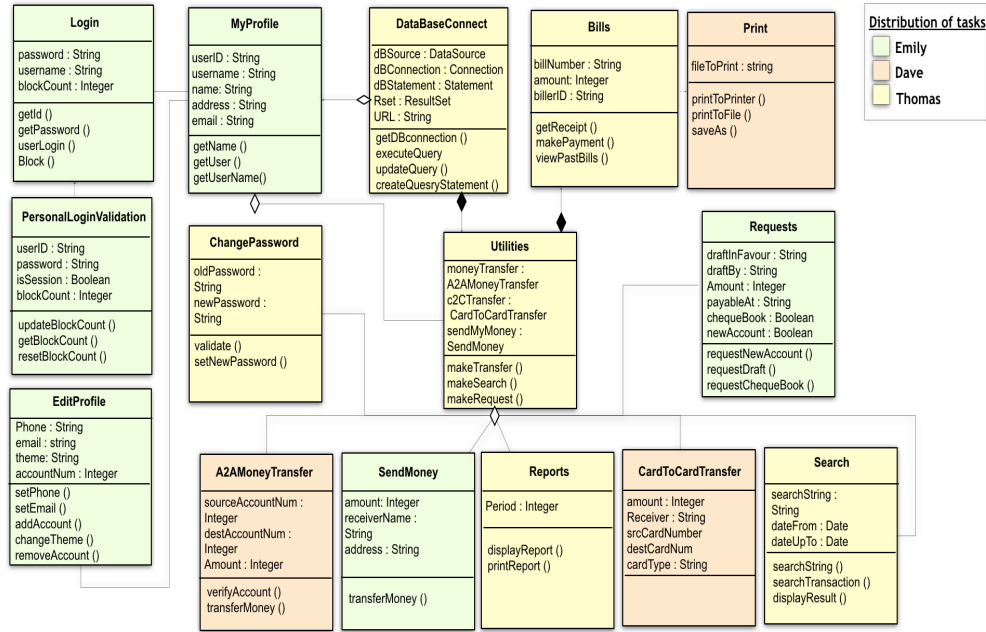 Login
password : String
username : String
blockCount : Integer
getId ()
getPassword ()
userLogin ()
Block ()
MyProfile
userID : String
username : String
name: String
address : String
email : String
getName ()
getUser ()
getUserName()
DataBaseConnect
dBSource : DataSource
dBConnection : Connection
dBStatement : Statement
Rset : ResultSet
URL : String
getDBconnection ()
executeQuery
updateQuery ()
createQuesryStatement ()
Bills
billNumber : String
amount: Integer
billerID : String
getReceipt ()
makePayment ()
viewPastBills ()
Print
fileToPrint : string
printToPrinter ()
printToFile ()
saveAs ()
Distribution of tasks
Emily
Dave
Thomas
PersonalLoginValidation
userID : String
password : String
isSession : Boolean
blockCount : Integer
updateBlockCount ()
getBlockCount ()
resetBlockCount ()
ChangePassword
oldPassword :
String
newPassword :
String
validate ()
setNewPassword ()
Utilities
moneyTransfer :
A2AMoneyTransfer
c2CTransfer :
CardToCardTransfer
sendMyMoney :
SendMoney
makeTransfer ()
makeSearch ()
makeRequest ()
Requests
draftInFavour : String
draftBy : String
Amount : Integer
payableAt : String
chequeBook : Boolean
newAccount : Boolean
requestNewAccount ()
requestDraft ()
requestChequeBook ()
EditProfile
Phone : String
email : string
theme: String
accountNum : Integer
setPhone ()
setEmail ()
addAccount ()
changeTheme ()
removeAccount ()
A2AMoneyTransfer
sourceAccountNum :
Integer
destAccountNum :
Integer
Amount : Integer
verifyAccount ()
transferMoney ()
SendMoney
amount: Integer
receiverName :
String
address : String
transferMoney ()
Reports
Period : Integer
displayReport ()
printReport ()
CardToCardTransfer
amount : Integer
Receiver : String
srcCardNumber
destCardNum
cardType : String
Search
searchString :
String
dateFrom : Date
dateUpTo : Date
searchString ()
searchTransaction ()
displayResult ()